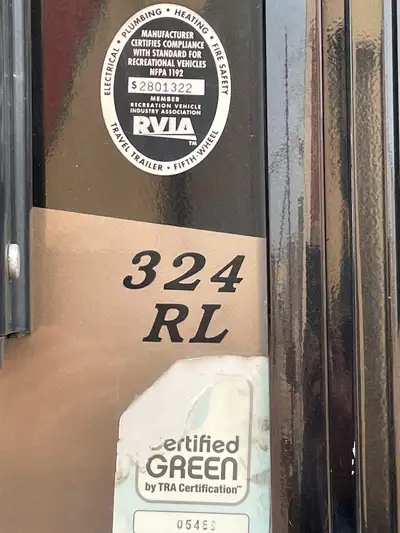 ELECTRICAL • PLUMBING • HEATING • FIRE SAFETY
MANUFACTURER
CERTIFIES COMPLIANCE
WITH STANDARD FOR
RECREATIONAL VEHICLES
NFPA 1192
S2801322
MEMBER
RECREATION VEHICLE
INDUSTRY ASSOCIATION
RVIA
TM
TRAVEL TRAILER • FIFTH-WHEEL
324
RL
ertified
GREEN
by TRA Certification™